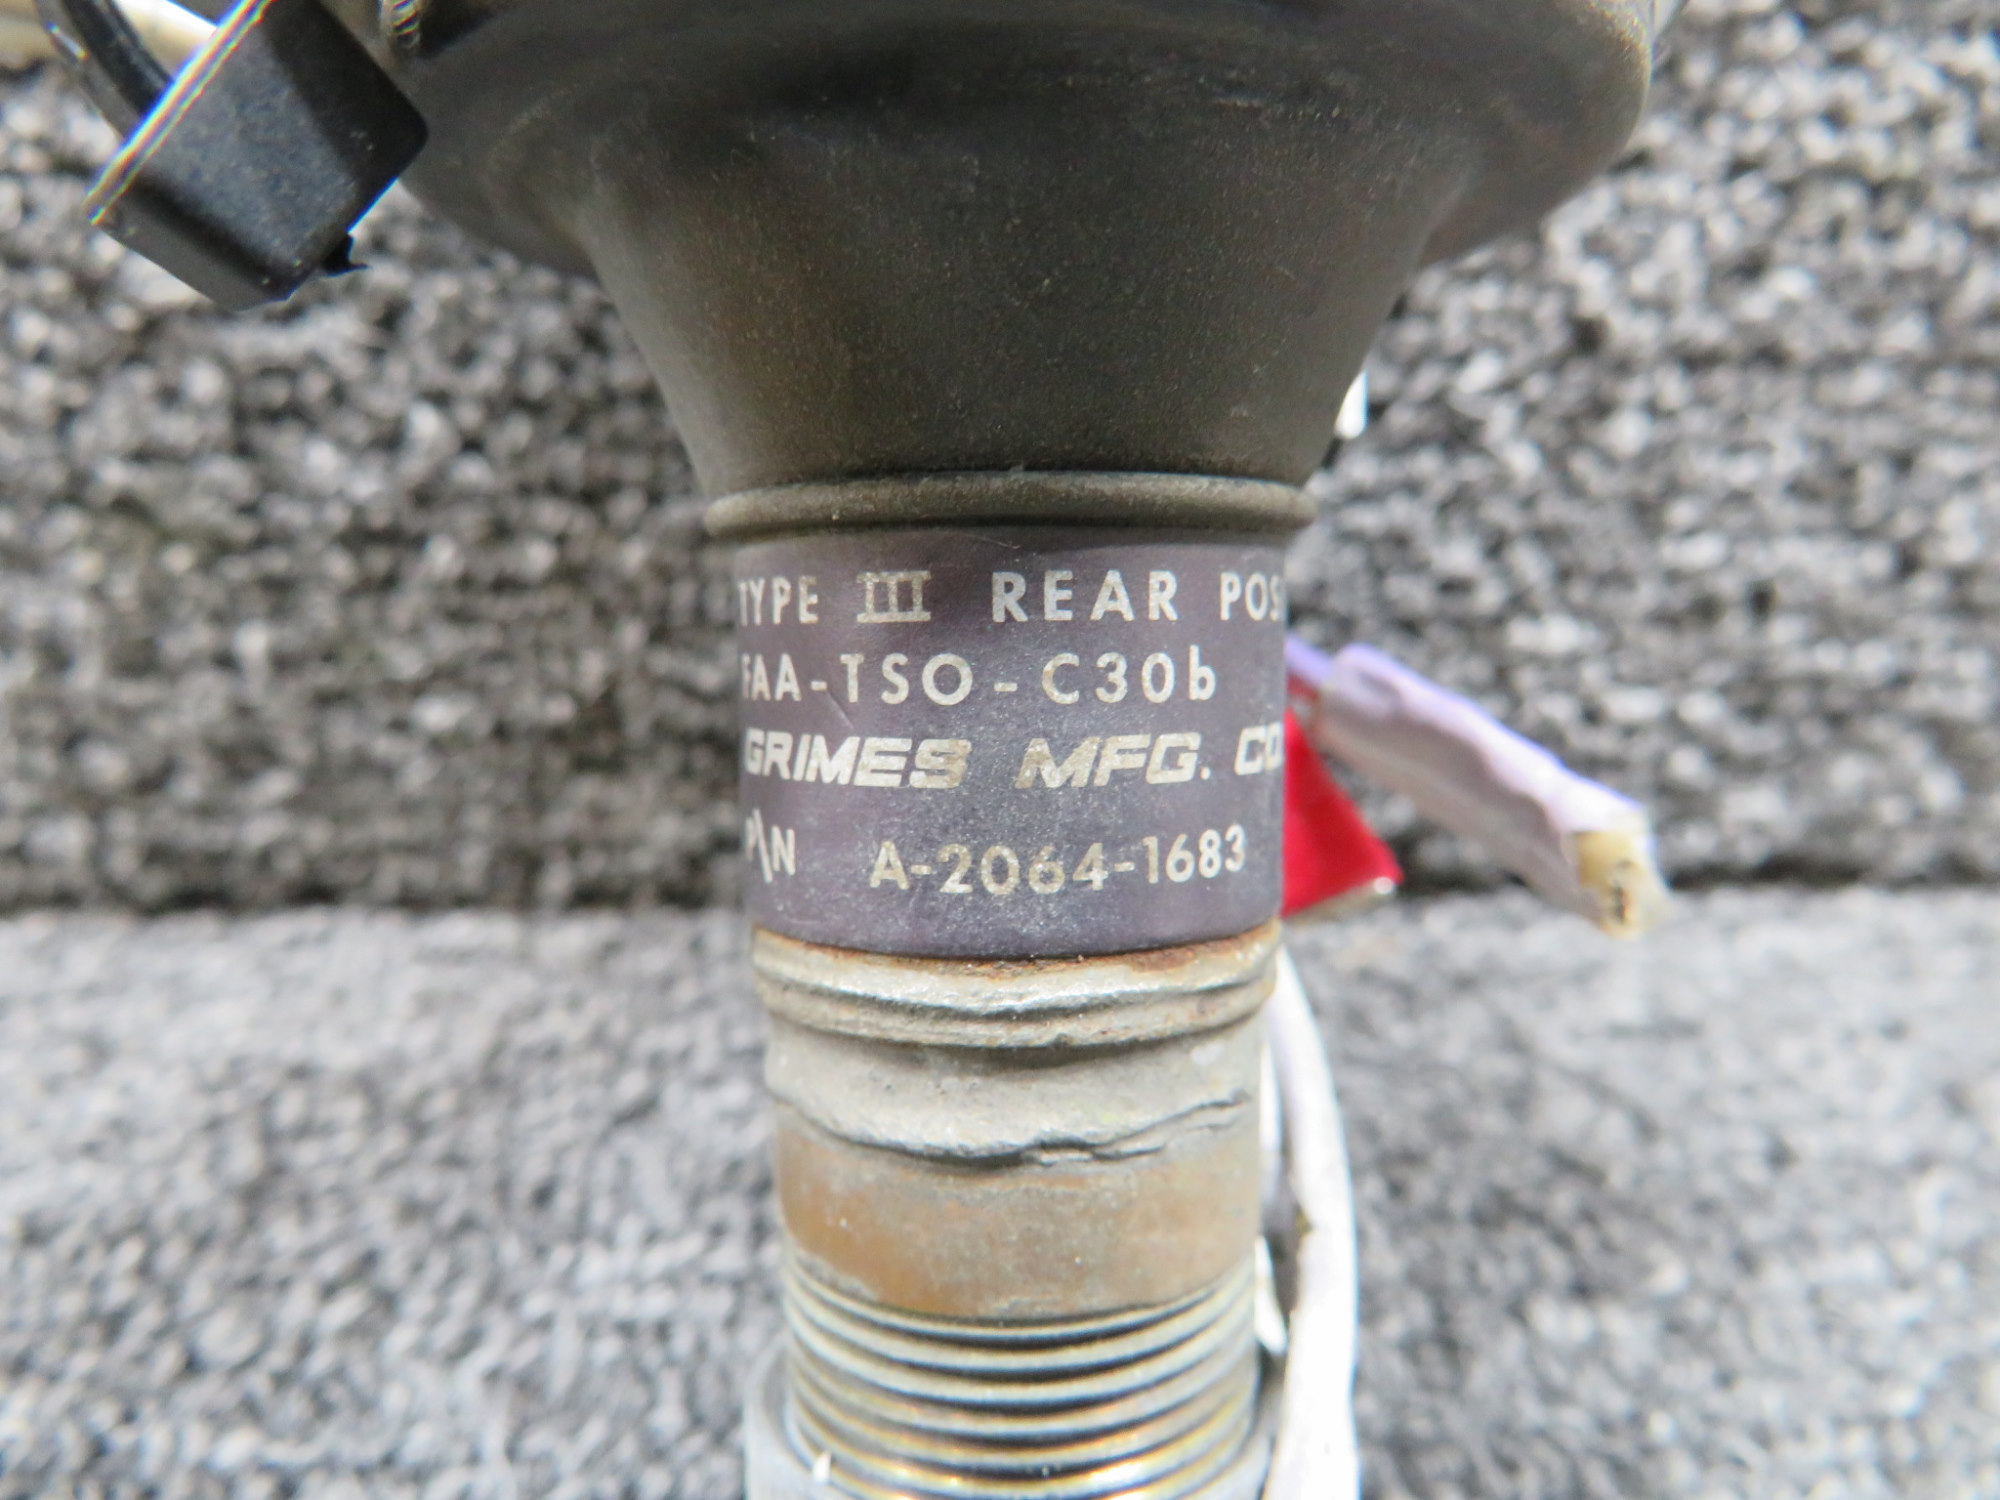 TYPE III REAR POS
FAA-TSO-C30b
GRIMES MFG. CO.
P\N A-2064-1683